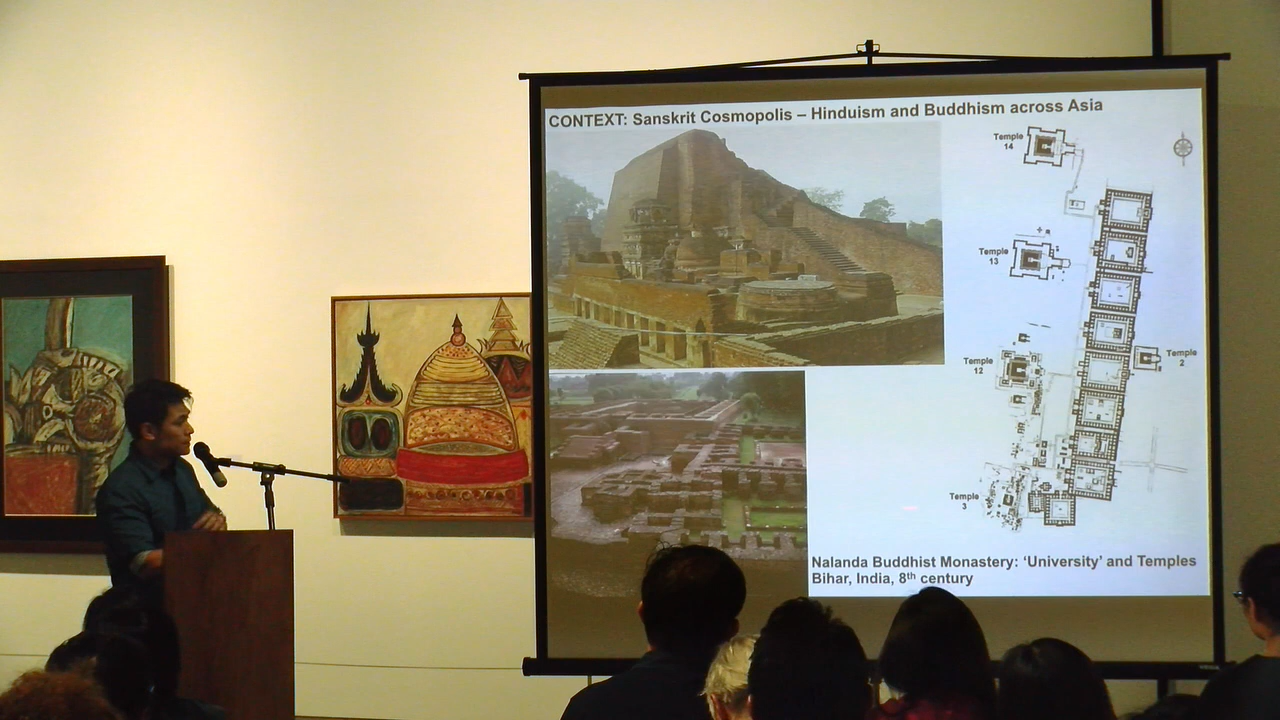 CONTEXT: Sanskrit Cosmopolis – Hinduism and Buddhism across Asia
Temple
14
Temple
13
Temple
12
Temple
2
Temple
3
Nalanda Buddhist Monastery: ‘University’ and Temples
Bihar, India, 8th century